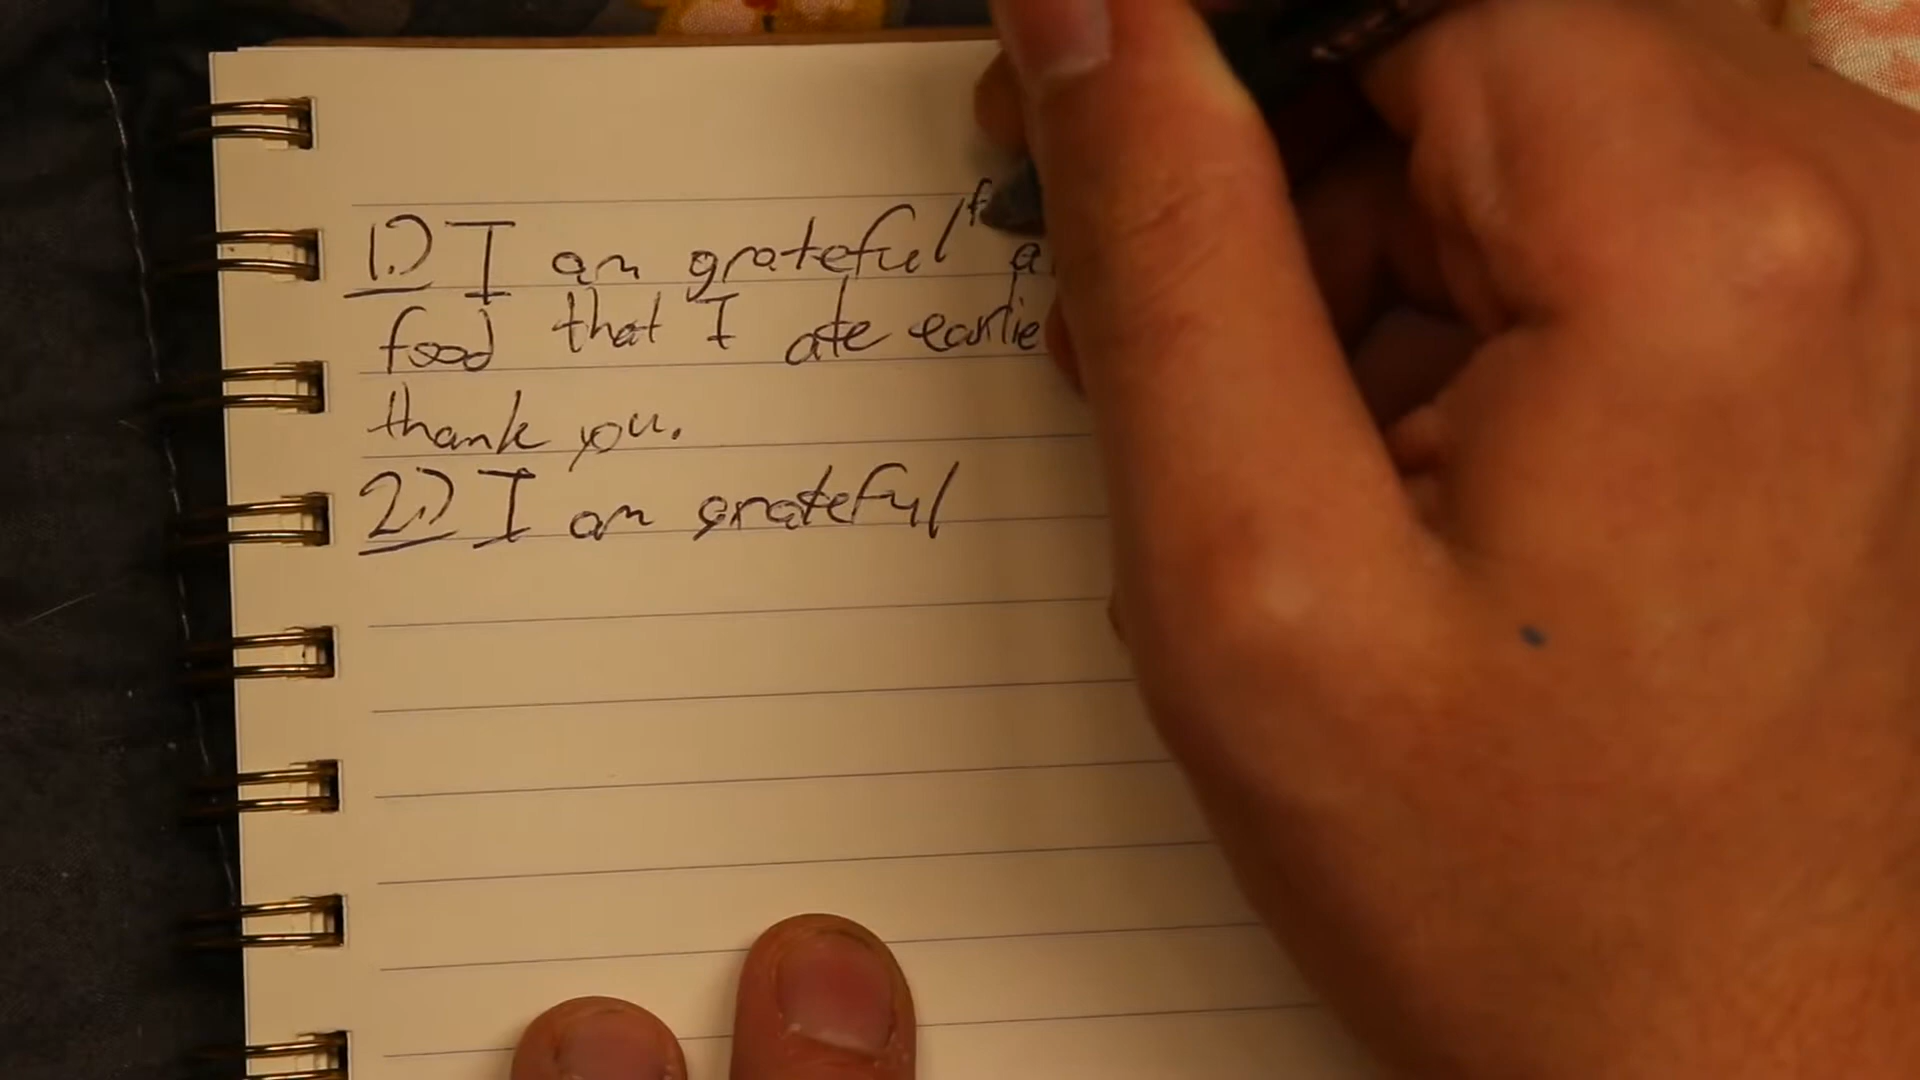 1.) I am grateful f a
food that I ate earlie
thank you.
2.) I am grateful